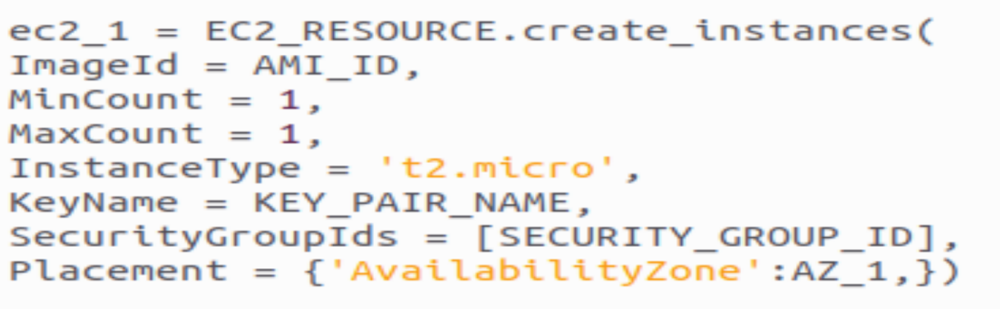 ec2_1 = EC2_RESOURCE.create_instances(
ImageId = AMI_ID,
MinCount = 1,
MaxCount = 1,
InstanceType = 't2.micro',
KeyName = KEY_PAIR_NAME,
SecurityGroupIds = [SECURITY_GROUP_ID],
Placement = {'AvailabilityZone':AZ_1,})